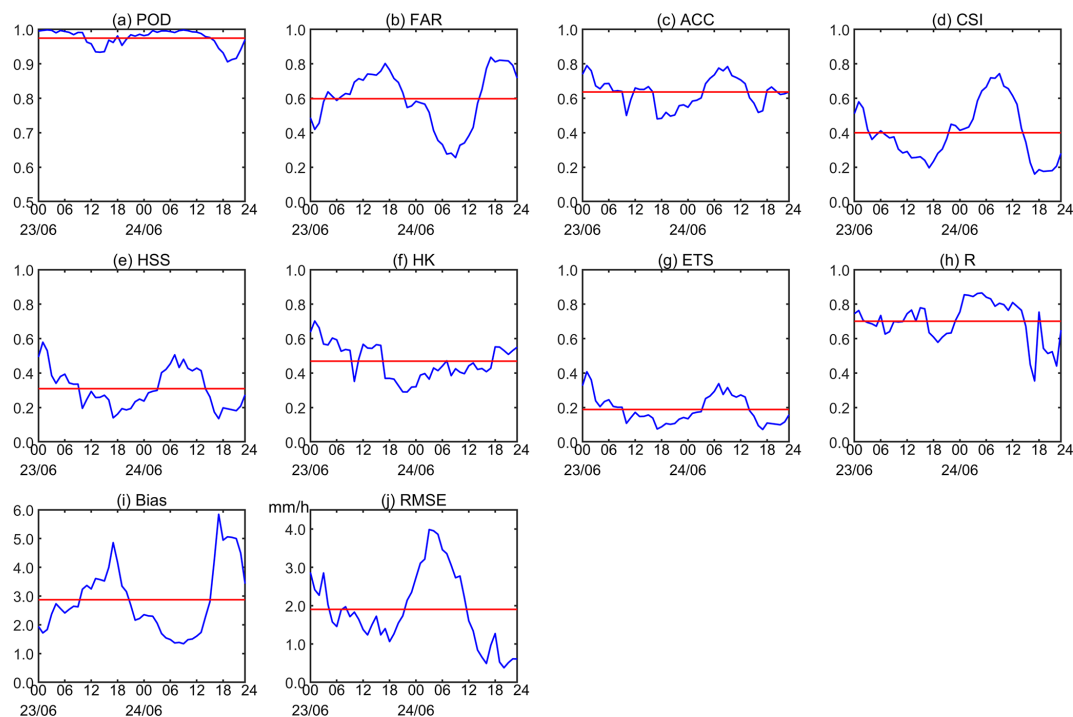 (a) POD
(b) FAR
(c) ACC
(d) CSI
1.0 1.0 1.0 1.0
0.9 0.8 0.8 0.8
0.8 0.6 0.6 0.6
0.7 0.4 0.4 0.4
0.6 0.2 0.2 0.2
0.5 0.0 0.0 0.0
00 06 12 18 00 06 12 18 24 00 06 12 18 00 06 12 18 24 00 06 12 18 00 06 12 18 24 00 06 12 18 00 06 12 18 24
23/06 24/06 23/06 24/06 23/06 24/06 23/06 24/06
(e) HSS
(f) HK
(g) ETS
(h) R
1.0 1.0 1.0 1.0
0.8 0.8 0.8 0.8
0.6 0.6 0.6 0.6
0.4 0.4 0.4 0.4
0.2 0.2 0.2 0.2
0.0 0.0 0.0 0.0
00 06 12 18 00 06 12 18 24 00 06 12 18 00 06 12 18 24 00 06 12 18 00 06 12 18 24 00 06 12 18 00 06 12 18 24
23/06 24/06 23/06 24/06 23/06 24/06 23/06 24/06
(i) Bias
mm/h (j) RMSE
6.0
5.0 4.0
4.0 3.0
3.0 2.0
2.0 1.0
1.0
0.0 0.0
00 06 12 18 00 06 12 18 24 00 06 12 18 00 06 12 18 24
23/06 24/06 23/06 24/06